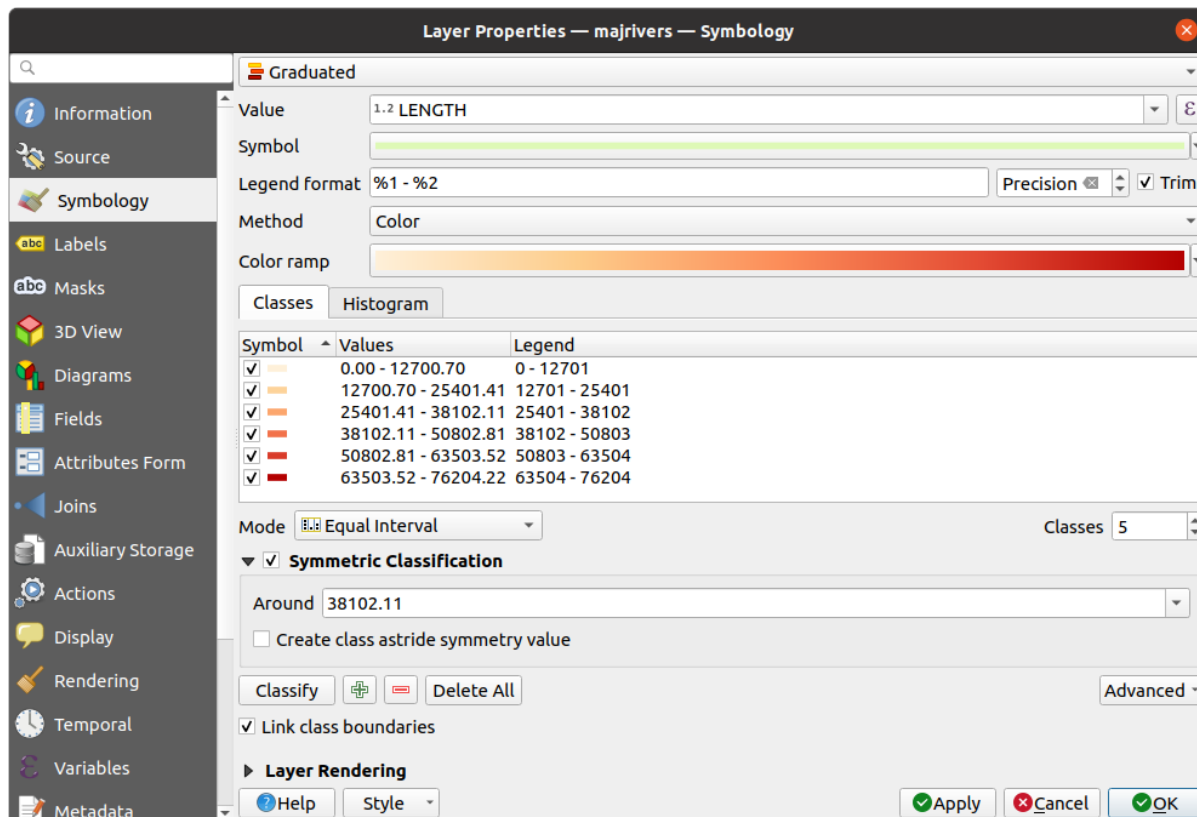 Layer Properties — majrivers — Symbology
Information
Source
Symbology
Labels
Masks
3D View
Diagrams
Fields
Attributes Form
Joins
Auxiliary Storage
Actions
Display
Rendering
Temporal
Variables
Metadata
Graduated
Value 1.2 LENGTH ε
Symbol
Legend format %1 - %2 Precision Trim
Method Color
Color ramp
Classes Histogram
Symbol Values Legend
0.00 - 12700.70 0 - 12701
12700.70 - 25401.41 12701 - 25401
25401.41 - 38102.11 25401 - 38102
38102.11 - 50802.81 38102 - 50803
50802.81 - 63503.52 50803 - 63504
63503.52 - 76204.22 63504 - 76204
Mode Equal Interval Classes 5
Symmetric Classification
Around 38102.11
Create class astride symmetry value
Classify Delete All Advanced
Link class boundaries
Layer Rendering
Help Style Apply Cancel OK